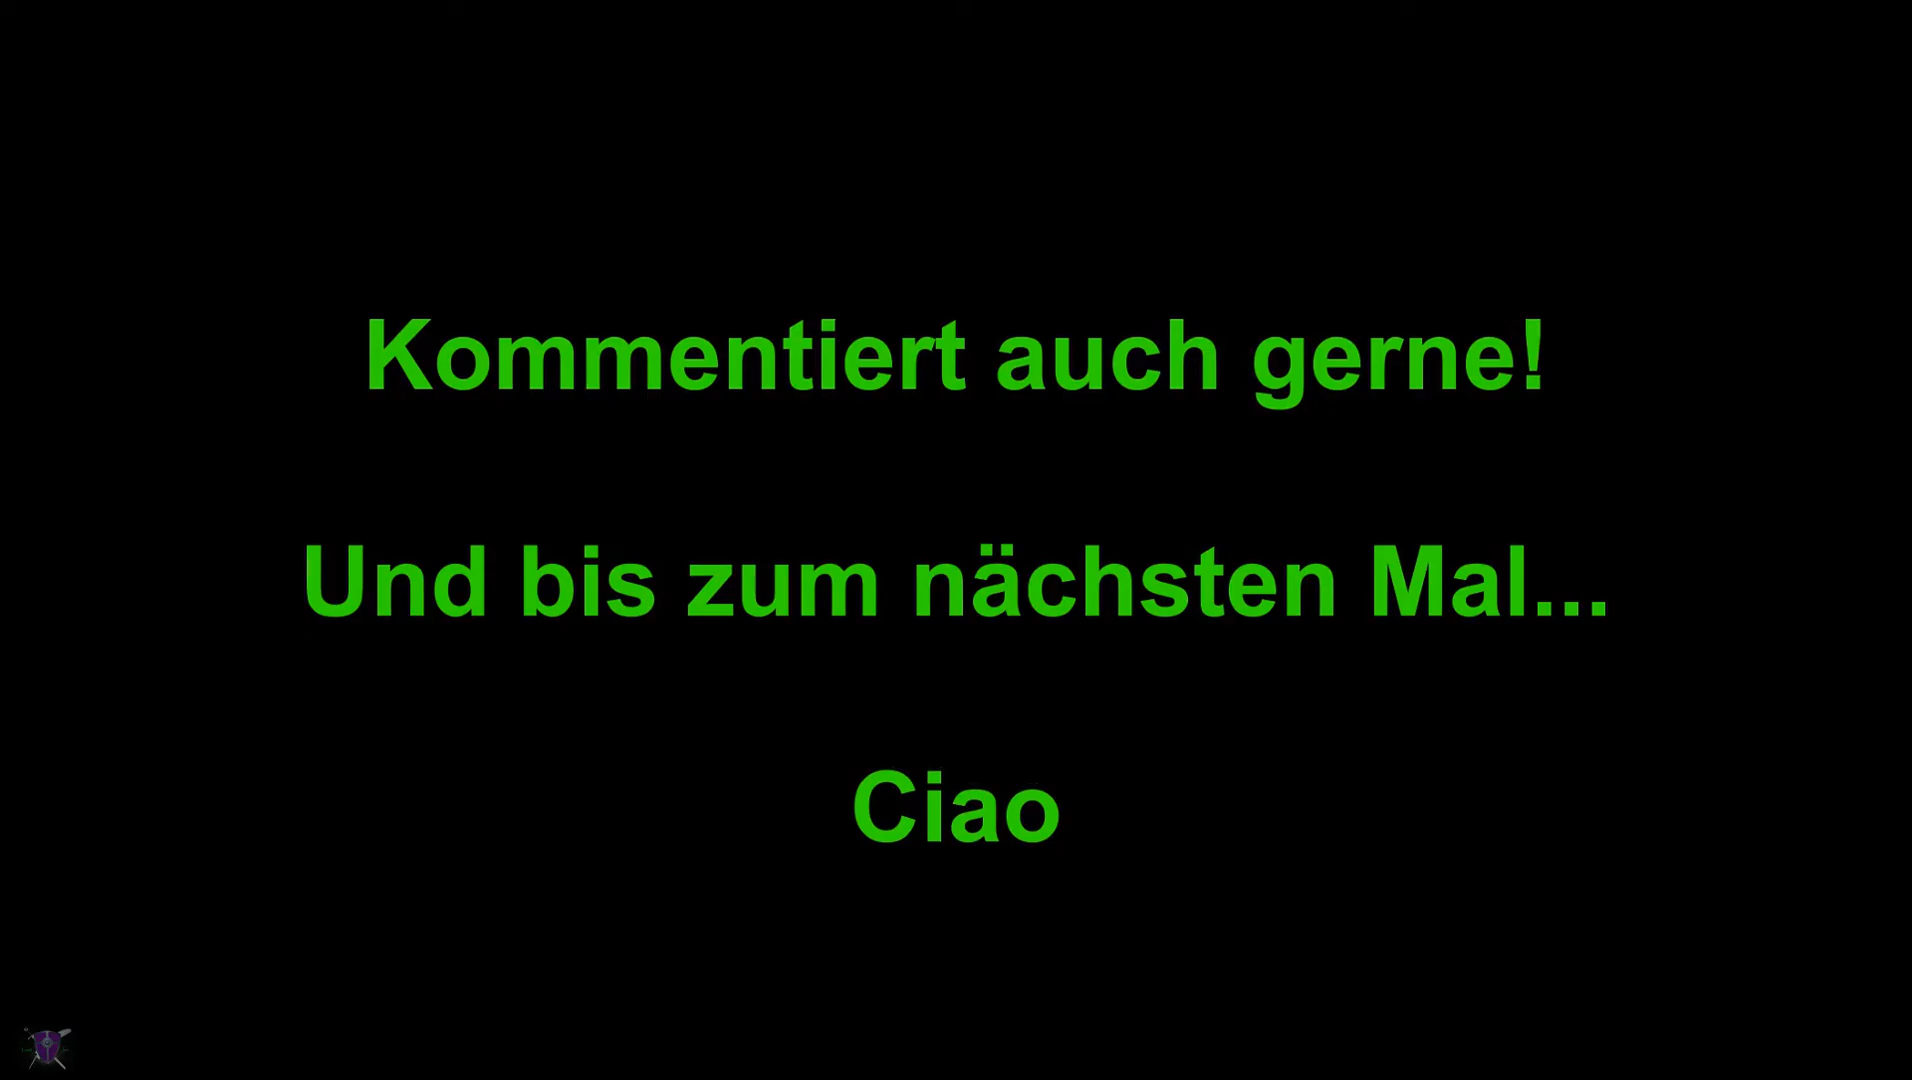 Kommentiert auch gerne!
Und bis zum nächsten Mal...
Ciao